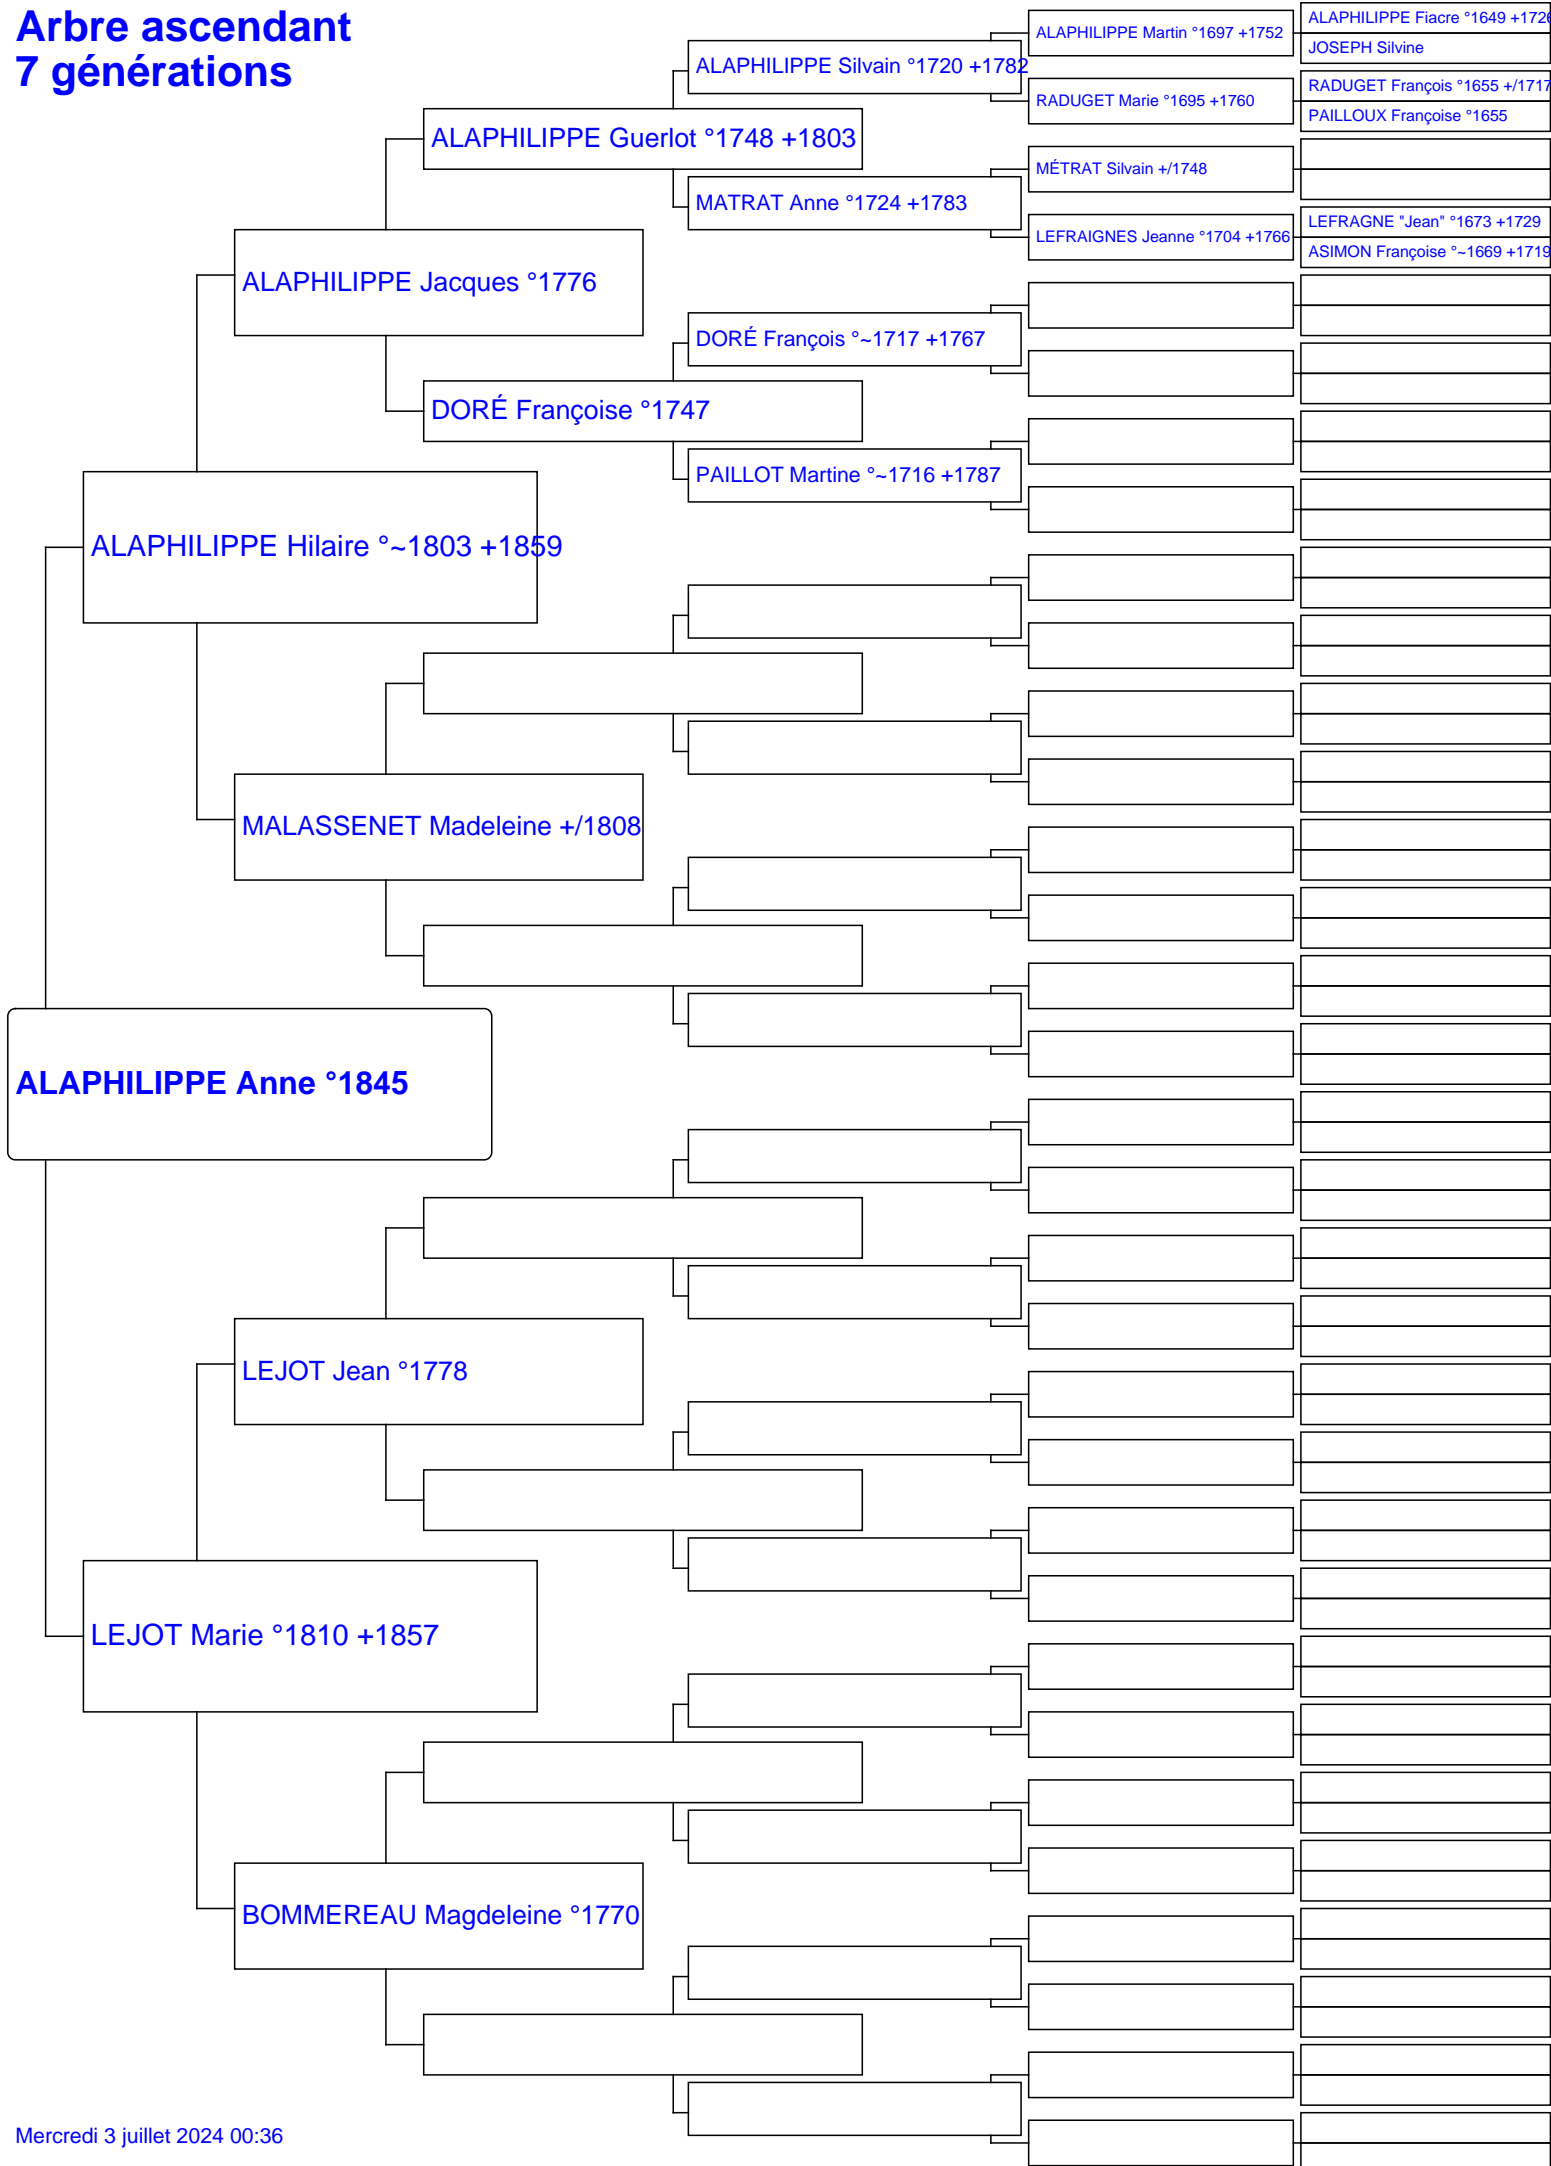 Arbre ascendant
7 générations
ALAPHILIPPE Fiacre °1649 +1726
ALAPHILIPPE Martin °1697 +1752
JOSEPH Silvine
ALAPHILIPPE Silvain °1720 +1782
RADUGET François °1655 +/1717
RADUGET Marie °1695 +1760
PAILLOUX Françoise °1655
ALAPHILIPPE Guerlot °1748 +1803
MÉTRAT Silvain +/1748
MATRAT Anne °1724 +1783
LEFRAGNE "Jean" °1673 +1729
LEFRAIGNES Jeanne °1704 +1766
ASIMON Françoise °~1669 +1719
ALAPHILIPPE Jacques °1776
DORÉ François °~1717 +1767
DORÉ Françoise °1747
PAILLOT Martine °~1716 +1787
ALAPHILIPPE Hilaire °~1803 +1859
MALASSENET Madeleine +/1808
ALAPHILIPPE Anne °1845
LEJOT Jean °1778
LEJOT Marie °1810 +1857
BOMMEREAU Magdeleine °1770
Mercredi 3 juillet 2024 00:36